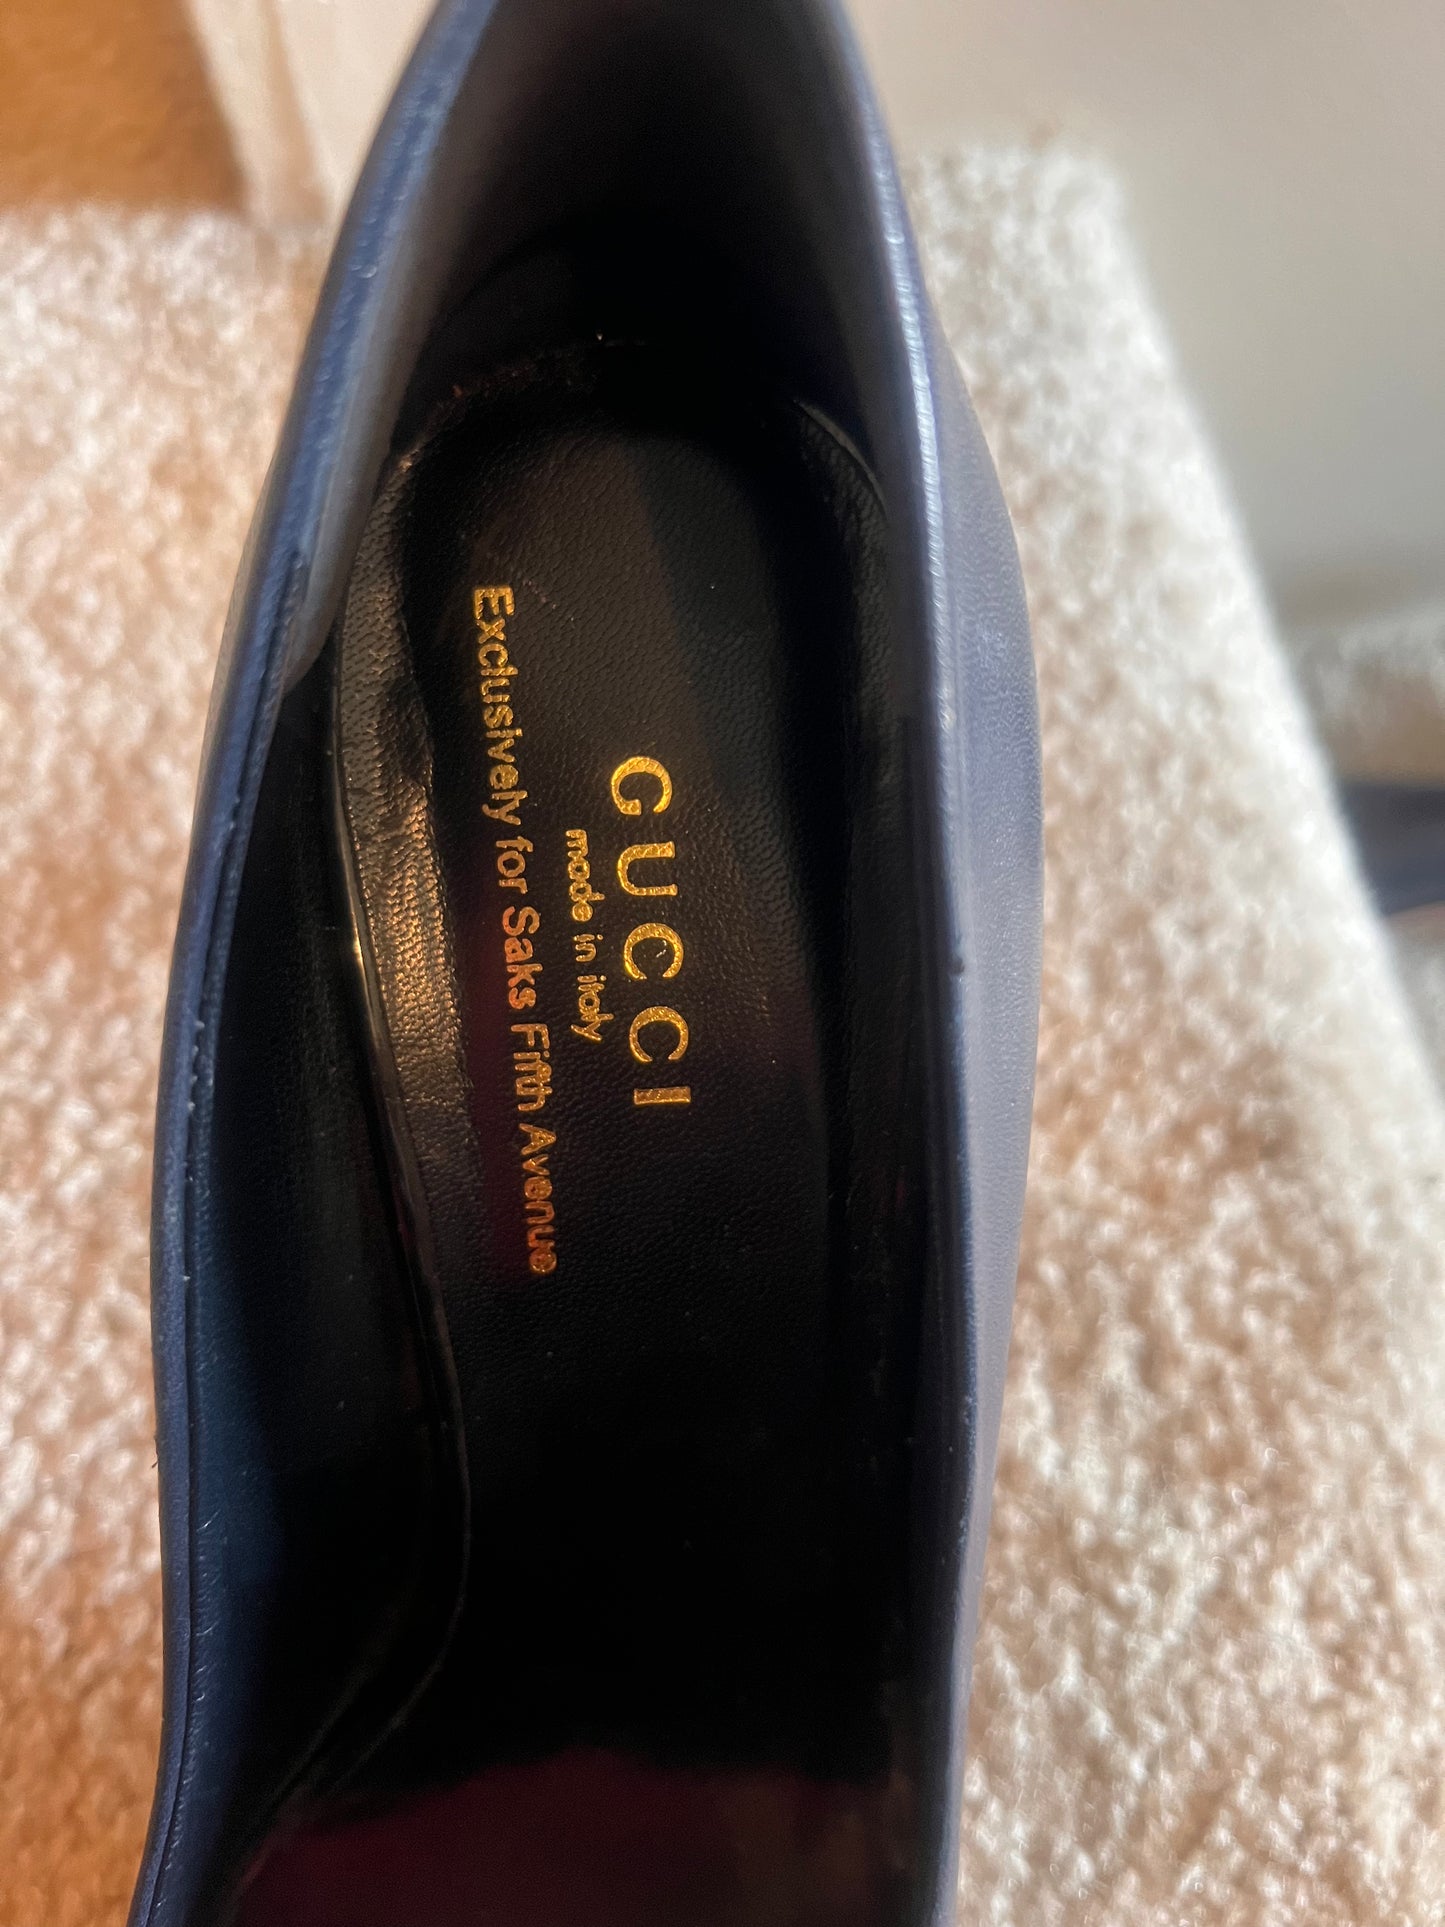 GUCCI
made in italy
Exclusively for Saks Fifth Avenue